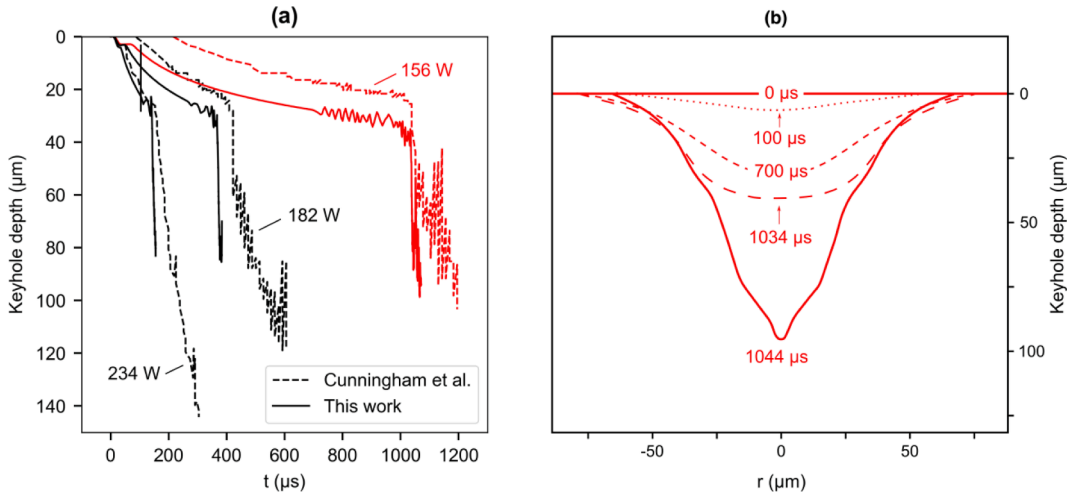 (a)
0
20
40
60
80
100
120
140
Keyhole depth (µm)
156 W
182 W
234 W
Cunningham et al.
This work
0
200
400
600
800
1000
1200
t (µs)
(b)
0 µs
100 µs
700 µs
1034 µs
1044 µs
0
50
100
Keyhole depth (µm)
-50
0
50
r (µm)